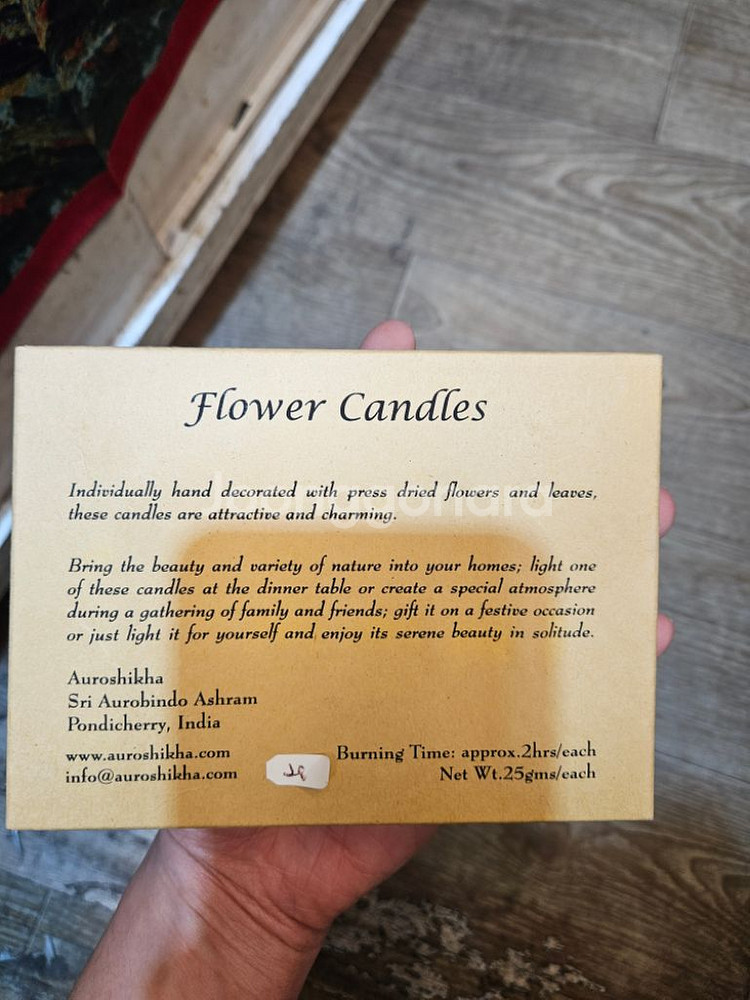 Flower Candles
Individually hand decorated with press dried flowers and leaves,
these candles are attractive and charming.
Bring the beauty and variety of nature into your homes; light one
of these candles at the dinner table or create a special atmosphere
during a gathering of family and friends; gift it on a festive occasion
or just light it for yourself and enjoy its serene beauty in solitude.
Auroshikha
Sri Aurobindo Ashram
Pondicherry, India
www.auroshikha.com
info@auroshikha.com
Burning Time: approx.2hrs/each
Net Wt.25gms/each